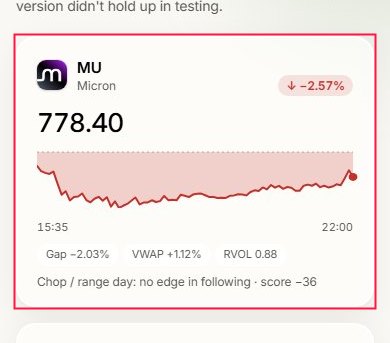 version didn't hold up in testing.
MU
Micron
↓ −2.57%
778.40
15:35 22:00
Gap −2.03% VWAP +1.12% RVOL 0.88
Chop / range day: no edge in following · score −36